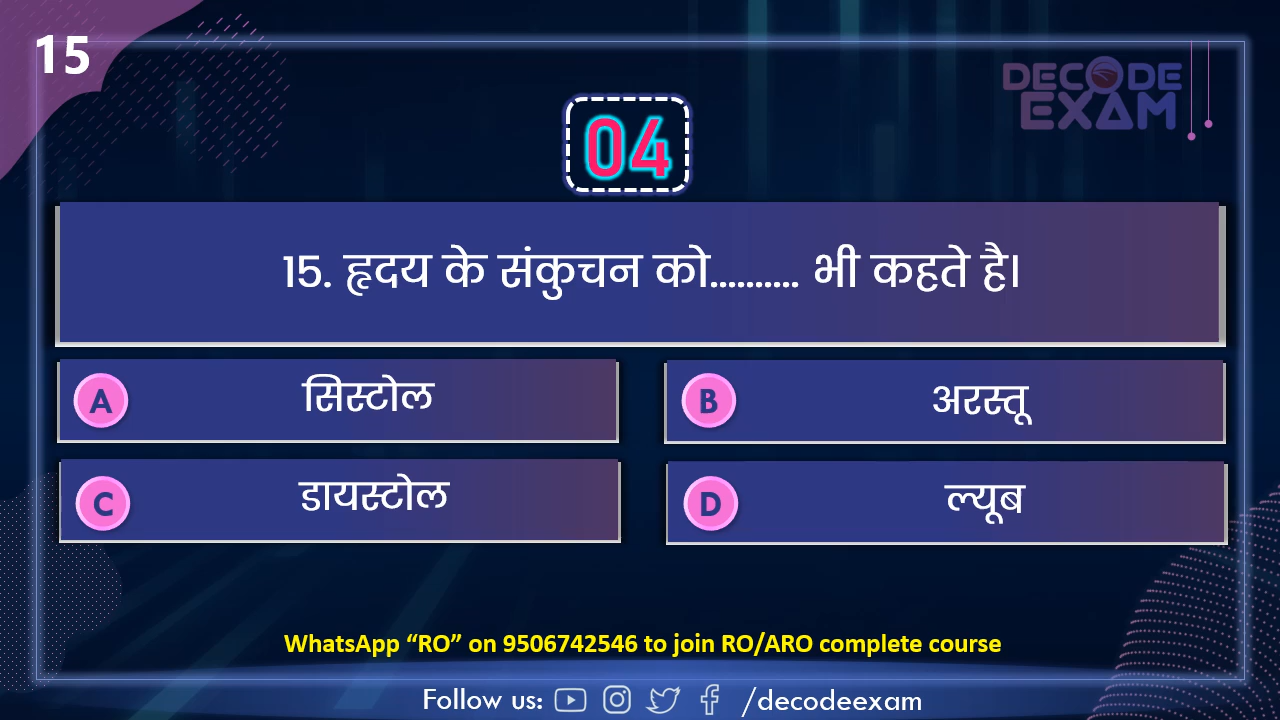 15
DECODE
EXAM
04
15. हृदय के संकुचन को.......... भी कहते है।
A सिस्टोल
B अरस्तू
C डायस्टोल
D ल्यूब
WhatsApp “RO” on 9506742546 to join RO/ARO complete course
Follow us: /decodeexam